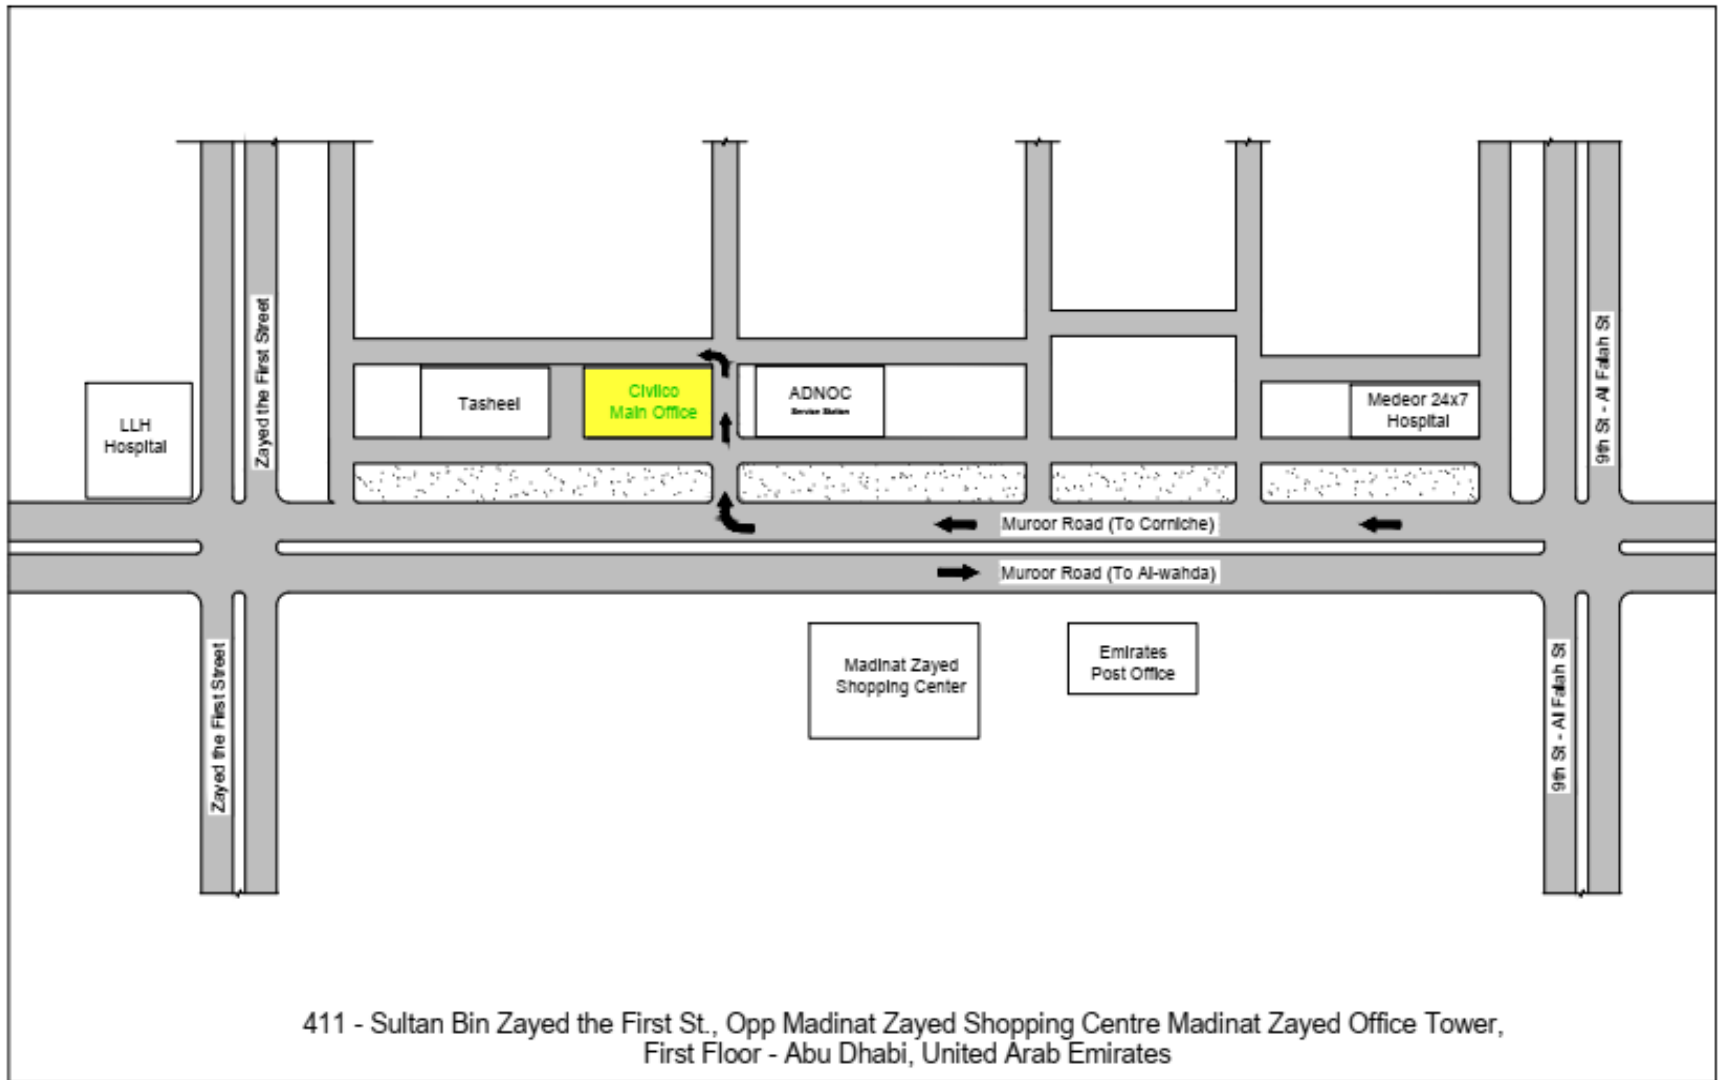 Zayed the First Street
9th St - Al Falah St
LLH
Hospital
Tasheel
Civilco
Main Office
ADNOC
Service Station
Medeor 24x7
Hospital
Muroor Road (To Corniche)
Muroor Road (To Al-wahda)
Zayed the First Street
Madinat Zayed
Shopping Center
Emirates
Post Office
9th St - Al Falah St
411 - Sultan Bin Zayed the First St., Opp Madinat Zayed Shopping Centre Madinat Zayed Office Tower,
First Floor - Abu Dhabi, United Arab Emirates